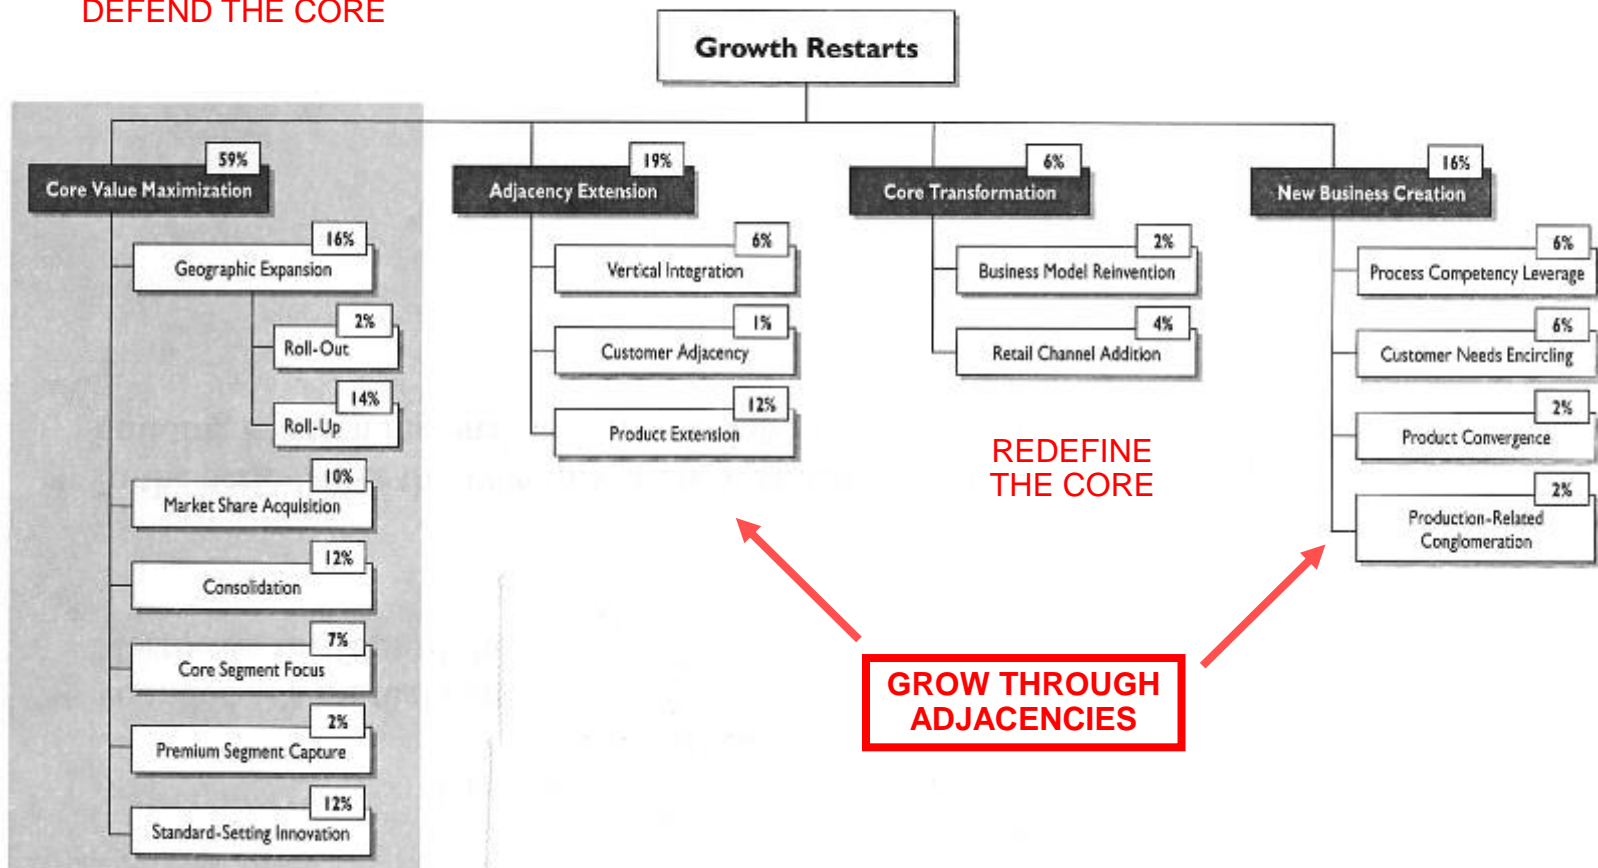 DEFEND THE CORE
Growth Restarts
59%
Core Value Maximization
16%
Geographic Expansion
2%
Roll-Out
14%
Roll-Up
10%
Market Share Acquisition
12%
Consolidation
7%
Core Segment Focus
2%
Premium Segment Capture
12%
Standard-Setting Innovation
19%
Adjacency Extension
6%
Vertical Integration
1%
Customer Adjacency
12%
Product Extension
6%
Core Transformation
2%
Business Model Reinvention
4%
Retail Channel Addition
REDEFINE
THE CORE
16%
New Business Creation
6%
Process Competency Leverage
6%
Customer Needs Encircling
2%
Product Convergence
2%
Production-Related
Conglomeration
GROW THROUGH
ADJACENCIES